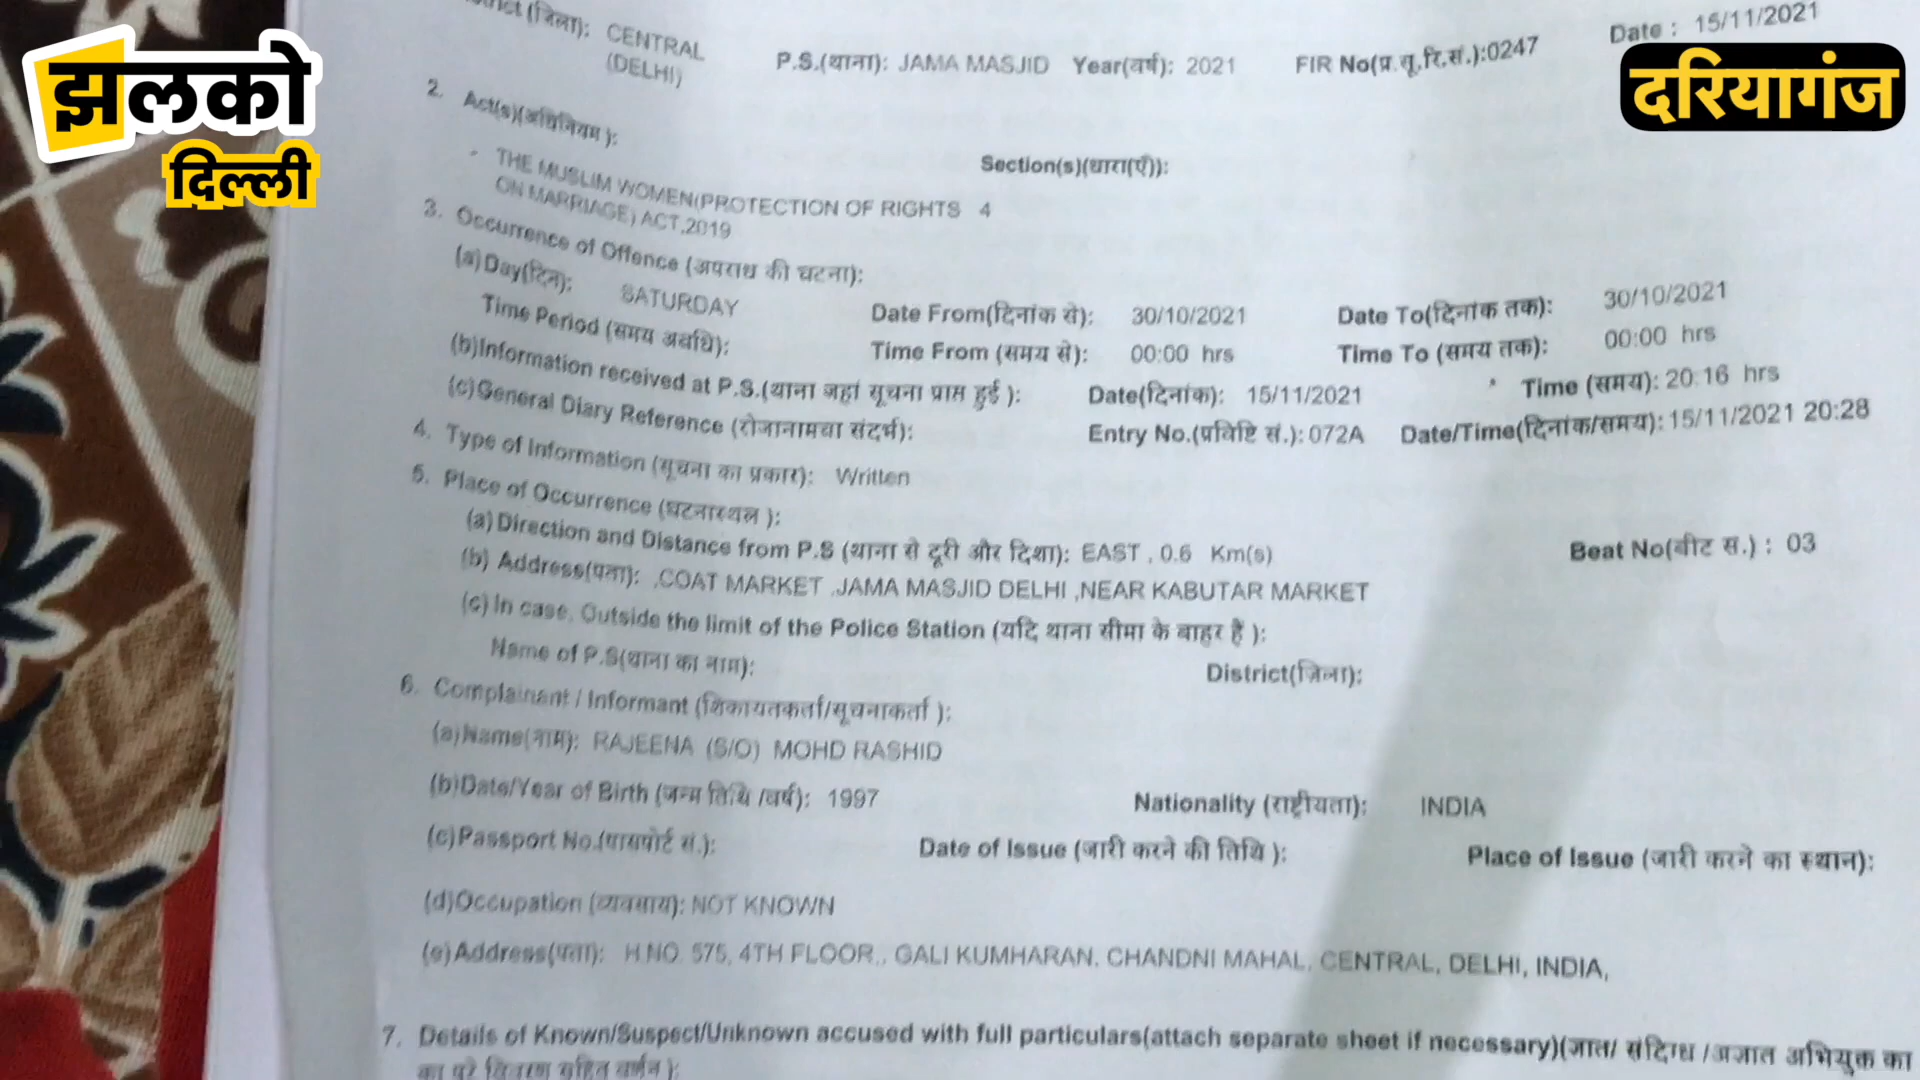 झलको
दिल्ली
दरियागंज
(जिला): CENTRAL (DELHI) P.S.(थाना): JAMA MASJID Year(वर्ष): 2021 FIR No(प्र.सू.रि.सं.):0247 Date : 15/11/2021
2. Act(s)(अधिनियम ): Section(s)(धारा(एँ)):
- THE MUSLIM WOMEN(PROTECTION OF RIGHTS 4
ON MARRIAGE) ACT,2019
3. Occurrence of Offence (अपराध की घटना):
(a)Day(दिन): SATURDAY Date From(दिनांक से): 30/10/2021 Date To(दिनांक तक): 30/10/2021
Time Period (समय अवधि): Time From (समय से): 00:00 hrs Time To (समय तक): 00:00 hrs
(b)Information received at P.S.(थाना जहां सूचना प्राप्त हुई ): Date(दिनांक): 15/11/2021 Time (समय): 20:16 hrs
(c)General Diary Reference (रोजानामचा संदर्भ): Entry No.(प्रविष्टि सं.): 072A Date/Time(दिनांक/समय): 15/11/2021 20:28
4. Type of Information (सूचना का प्रकार): Written
5. Place of Occurrence (घटनास्थल ):
(a)Direction and Distance from P.S (थाना से दूरी और दिशा): EAST , 0.6 Km(s) Beat No(बीट स.) : 03
(b) Address(पता): ,COAT MARKET ,JAMA MASJID DELHI ,NEAR KABUTAR MARKET
(c) In case, Outside the limit of the Police Station (यदि थाना सीमा के बाहर हैं ):
Name of P.S(थाना का नाम): District(ज़िला):
6. Complainant / Informant (शिकायतकर्ता/सूचनाकर्ता ):
(a)Name(नाम): RAJEENA (S/O) MOHD RASHID
(b)Date/Year of Birth (जन्म तिथि /वर्ष): 1997 Nationality (राष्ट्रीयता): INDIA
(c)Passport No.(पासपोर्ट सं.): Date of Issue (जारी करने की तिथि ): Place of Issue (जारी करने का स्थान):
(d)Occupation (व्यवसाय): NOT KNOWN
(e)Address(पता): H.NO. 575, 4TH FLOOR,, GALI KUMHARAN, CHANDNI MAHAL, CENTRAL, DELHI, INDIA,
7. Details of Known/Suspect/Unknown accused with full particulars(attach separate sheet if necessary)(ज्ञात/ संदिग्ध /अज्ञात अभियुक्त का
का पूरे विवरण सहित वर्णन ):